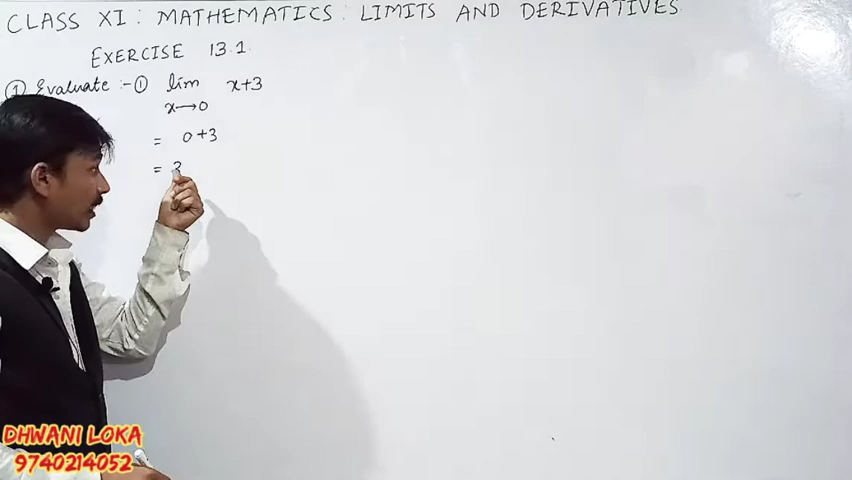 CLASS XI : MATHEMATICS : LIMITS AND DERIVATIVES
EXERCISE 13.1
① Evaluate :- ① lim x+3
x→0
= 0+3
= 3
DHWANI LOKA
9740214052